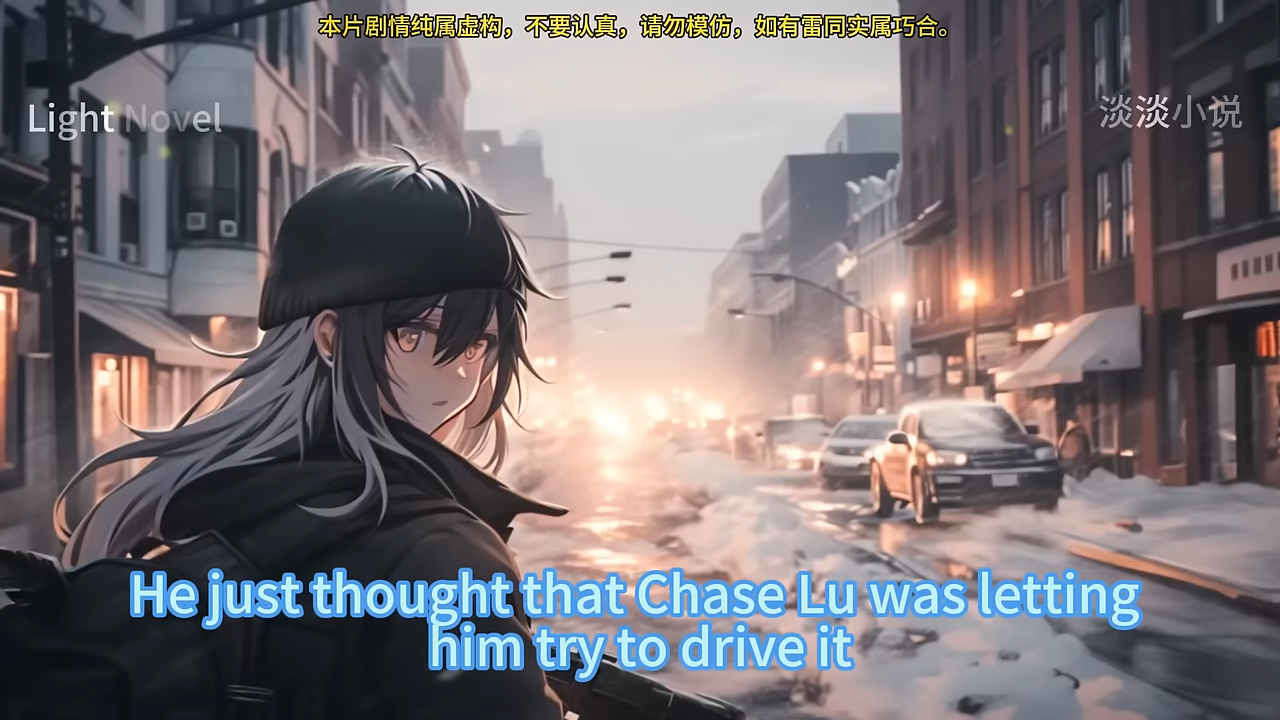 本片剧情纯属虚构，不要认真，请勿模仿，如有雷同实属巧合。
Light Novel
淡淡小说
He just thought that Chase Lu was letting
him try to drive it